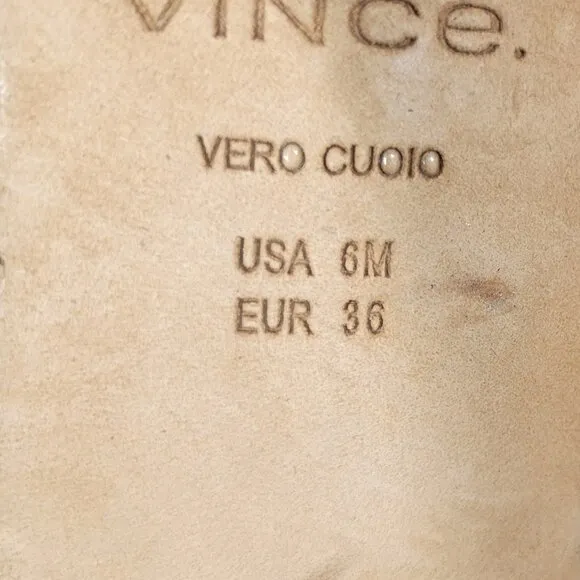 VINce.
VERO CUOIO
USA 6M
EUR 36